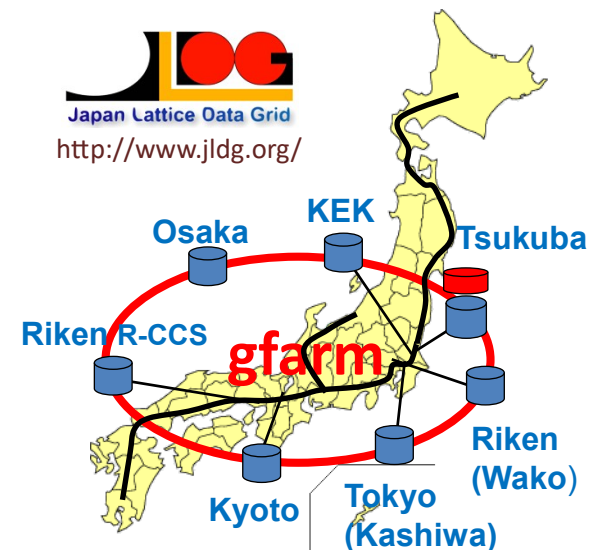 JLDG
Japan Lattice Data Grid
http://www.jldg.org/
KEK
Osaka
Tsukuba
Riken R-CCS
gfarm
Riken
(Wako)
Kyoto
Tokyo
(Kashiwa)